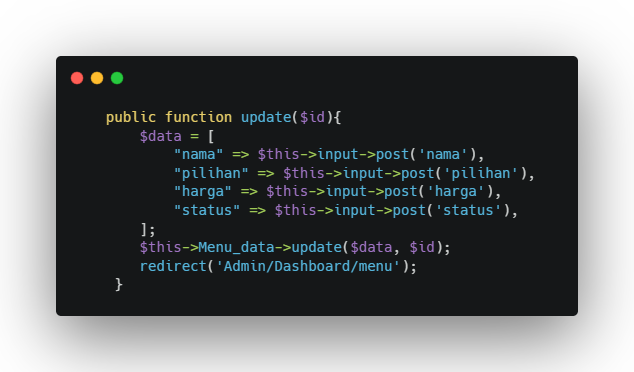 public function update($id){
$data = [
"nama" => $this->input->post('nama'),
"pilihan" => $this->input->post('pilihan'),
"harga" => $this->input->post('harga'),
"status" => $this->input->post('status'),
];
$this->Menu_data->update($data, $id);
redirect('Admin/Dashboard/menu');
}